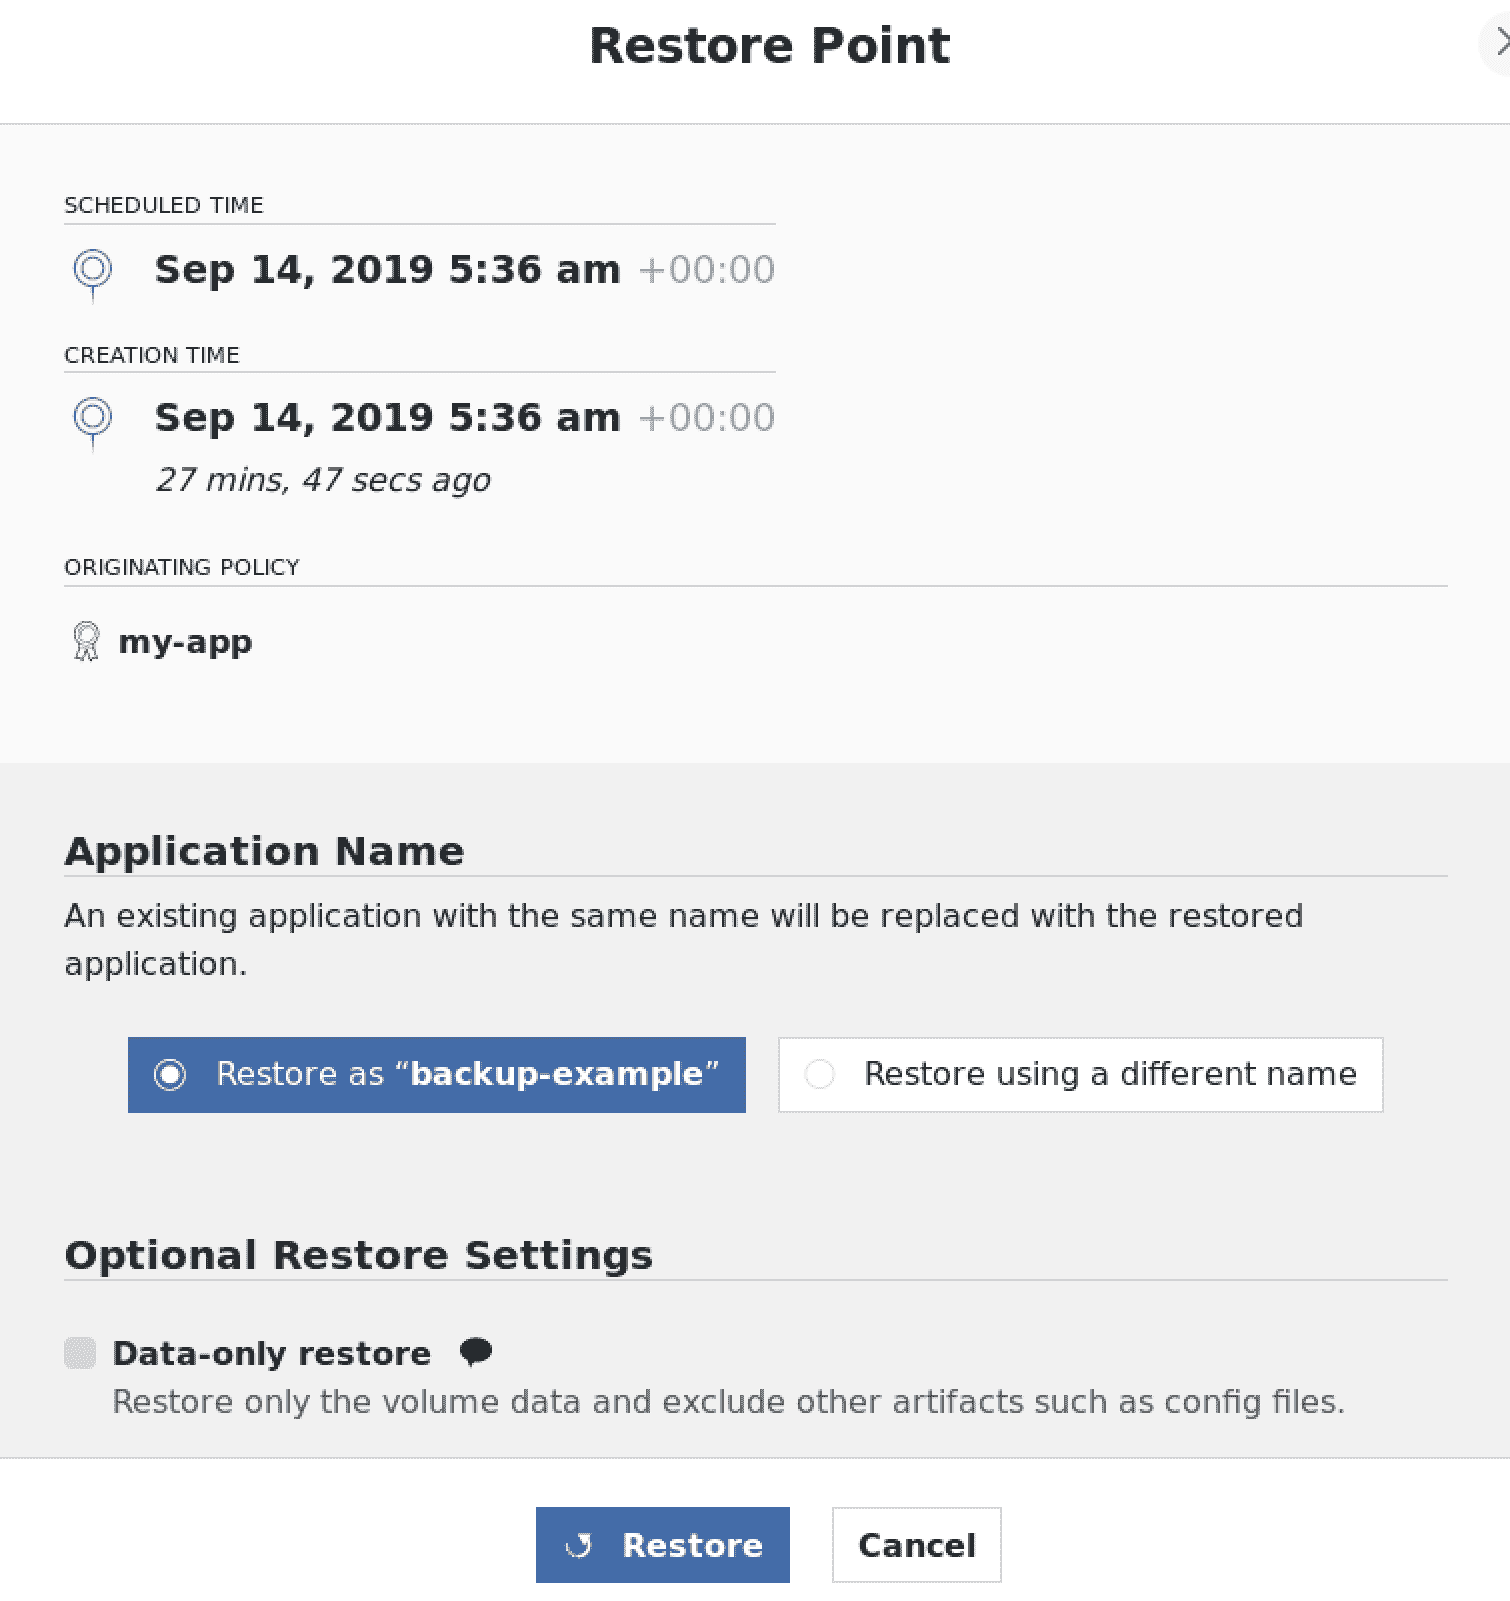 Restore Point
SCHEDULED TIME
Sep 14, 2019 5:36 am +00:00
CREATION TIME
Sep 14, 2019 5:36 am +00:00
27 mins, 47 secs ago
ORIGINATING POLICY
my-app
Application Name
An existing application with the same name will be replaced with the restored
application.
Restore as “backup-example”
Restore using a different name
Optional Restore Settings
Data-only restore
Restore only the volume data and exclude other artifacts such as config files.
Restore
Cancel